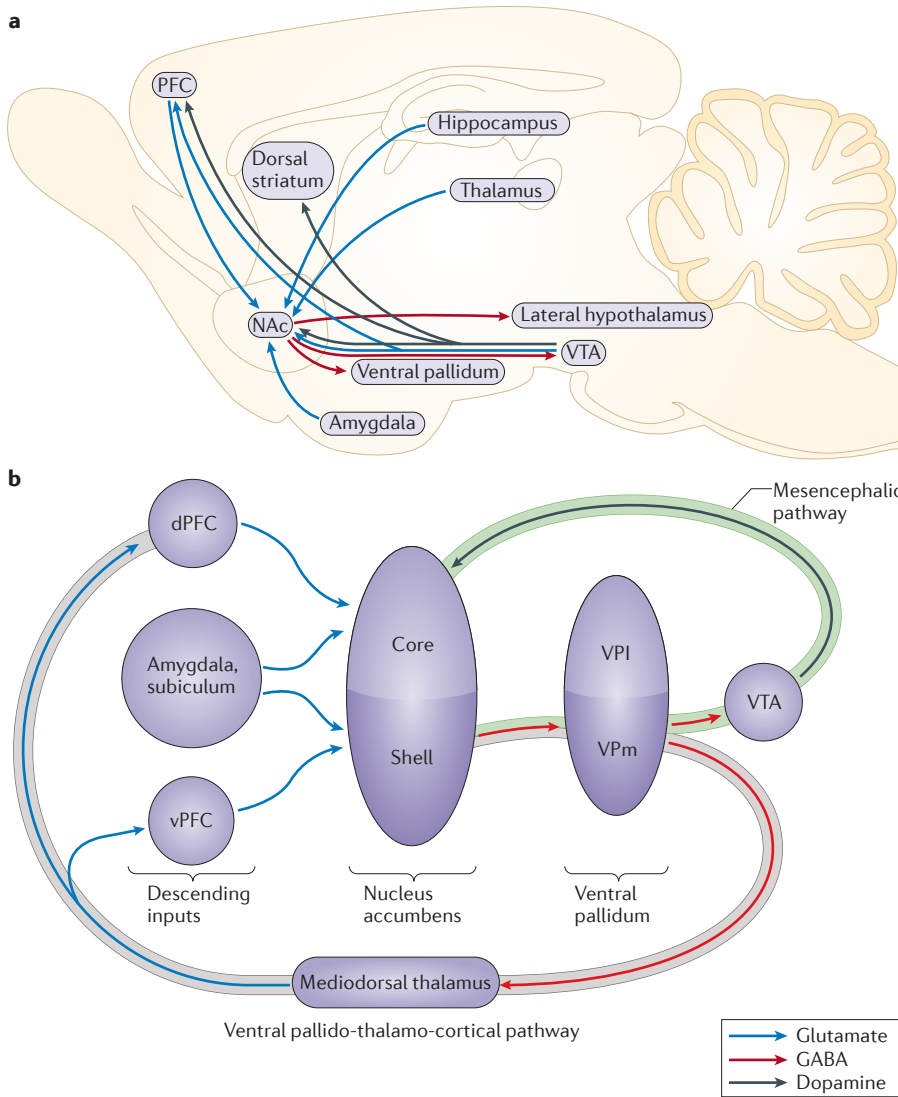 a
PFC
Hippocampus
Dorsal
striatum
Thalamus
NAc
Lateral hypothalamus
VTA
Ventral pallidum
Amygdala
b
Mesencephalic
pathway
dPFC
Core
VPl
Amygdala,
subiculum
VTA
Shell
VPm
vPFC
Descending
inputs
Nucleus
accumbens
Ventral
pallidum
Mediodorsal thalamus
Ventral pallido-thalamo-cortical pathway
Glutamate
GABA
Dopamine